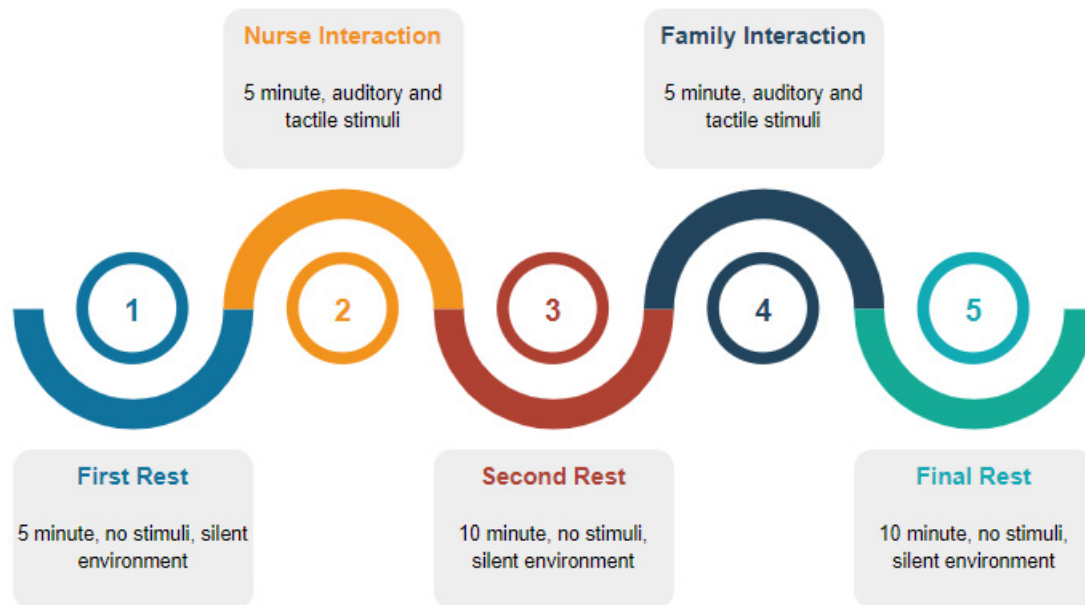 Nurse Interaction
5 minute, auditory and
tactile stimuli
Family Interaction
5 minute, auditory and
tactile stimuli
1
2
3
4
5
First Rest
5 minute, no stimuli, silent
environment
Second Rest
10 minute, no stimuli,
silent environment
Final Rest
10 minute, no stimuli,
silent environment